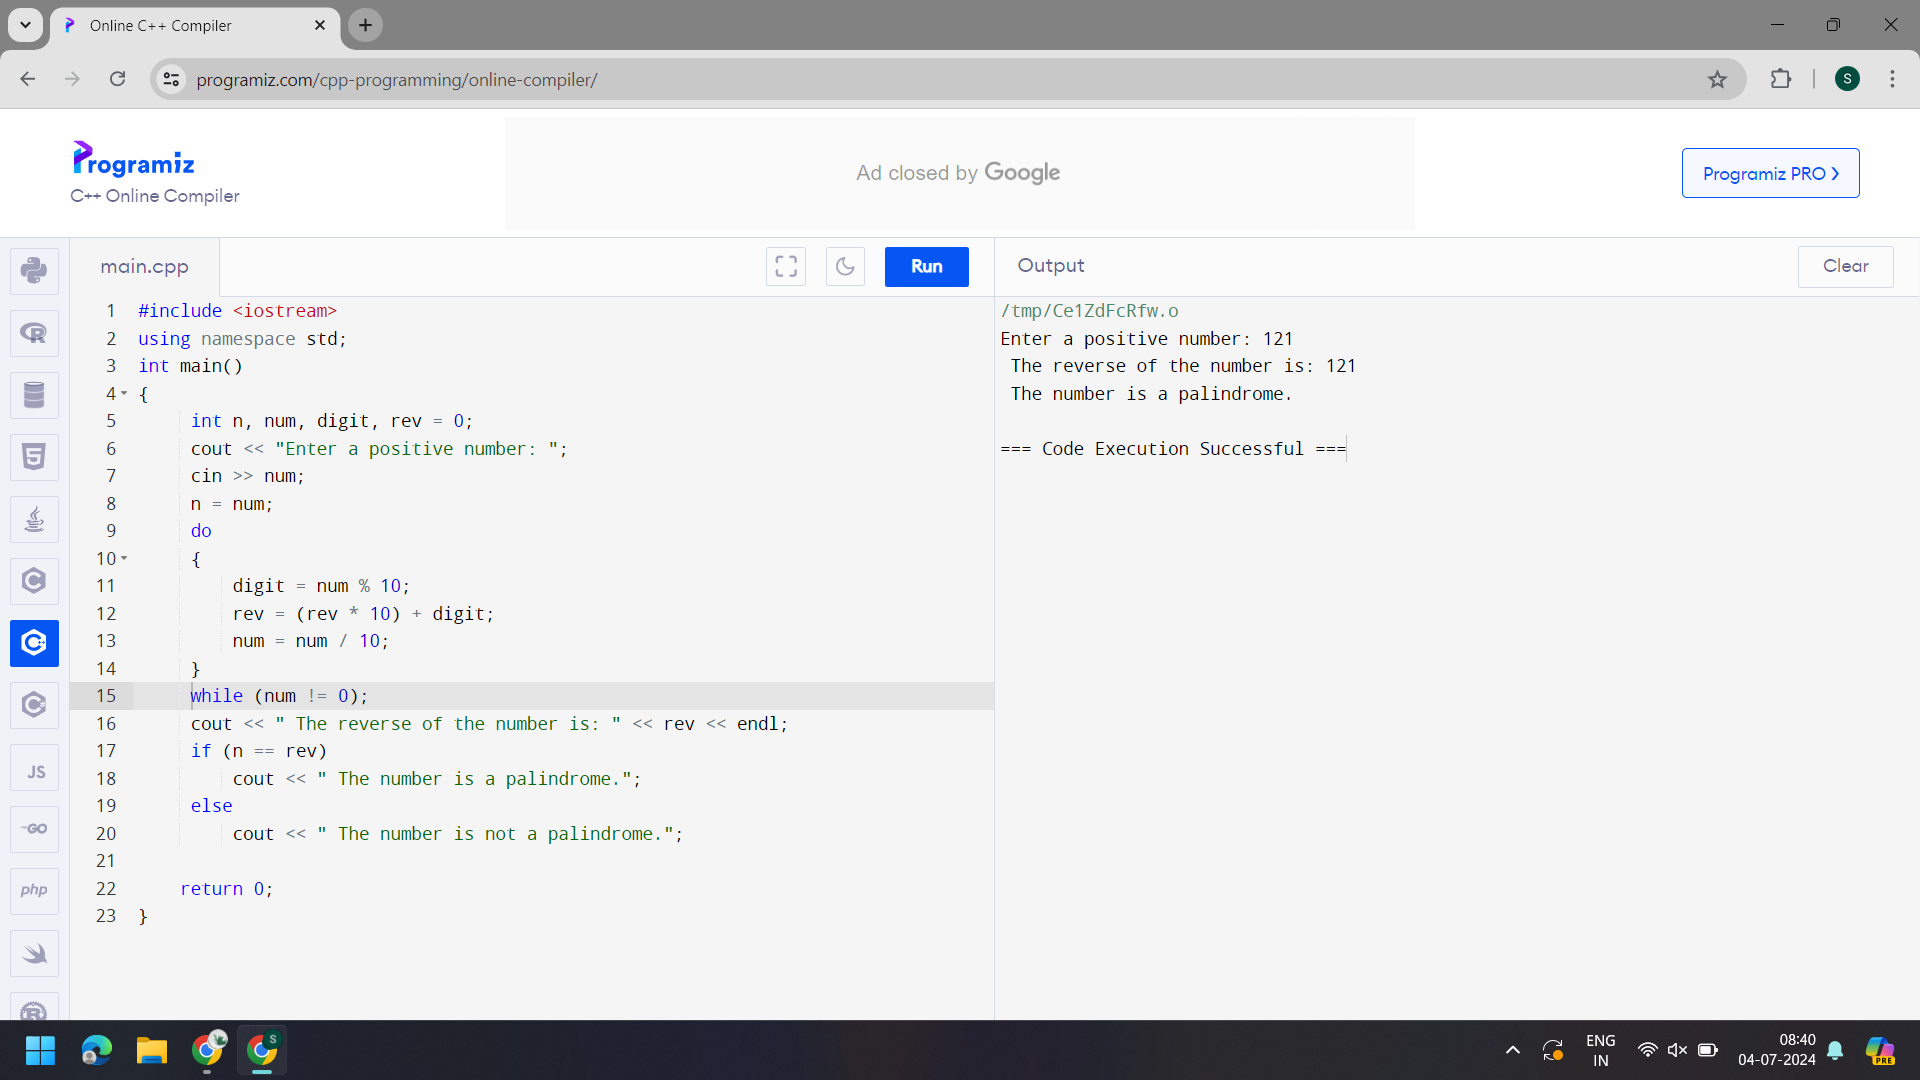 Online C++ Compiler
programiz.com/cpp-programming/online-compiler/
S
Programiz
C++ Online Compiler
Ad closed by Google
Programiz PRO
main.cpp
Run
Output
Clear
1 #include <iostream>
2 using namespace std;
3 int main()
4 {
5 int n, num, digit, rev = 0;
6 cout << "Enter a positive number: ";
7 cin >> num;
8 n = num;
9 do
10 {
11 digit = num % 10;
12 rev = (rev * 10) + digit;
13 num = num / 10;
14 }
15 while (num != 0);
16 cout << " The reverse of the number is: " << rev << endl;
17 if (n == rev)
18 cout << " The number is a palindrome.";
19 else
20 cout << " The number is not a palindrome.";
21
22 return 0;
23 }
/tmp/Ce1ZdFcRfw.o
Enter a positive number: 121
The reverse of the number is: 121
The number is a palindrome.
=== Code Execution Successful ===
R
5
C
C++
C#
JS
GO
php
R
S
ENG
IN
08:40
04-07-2024
PRE